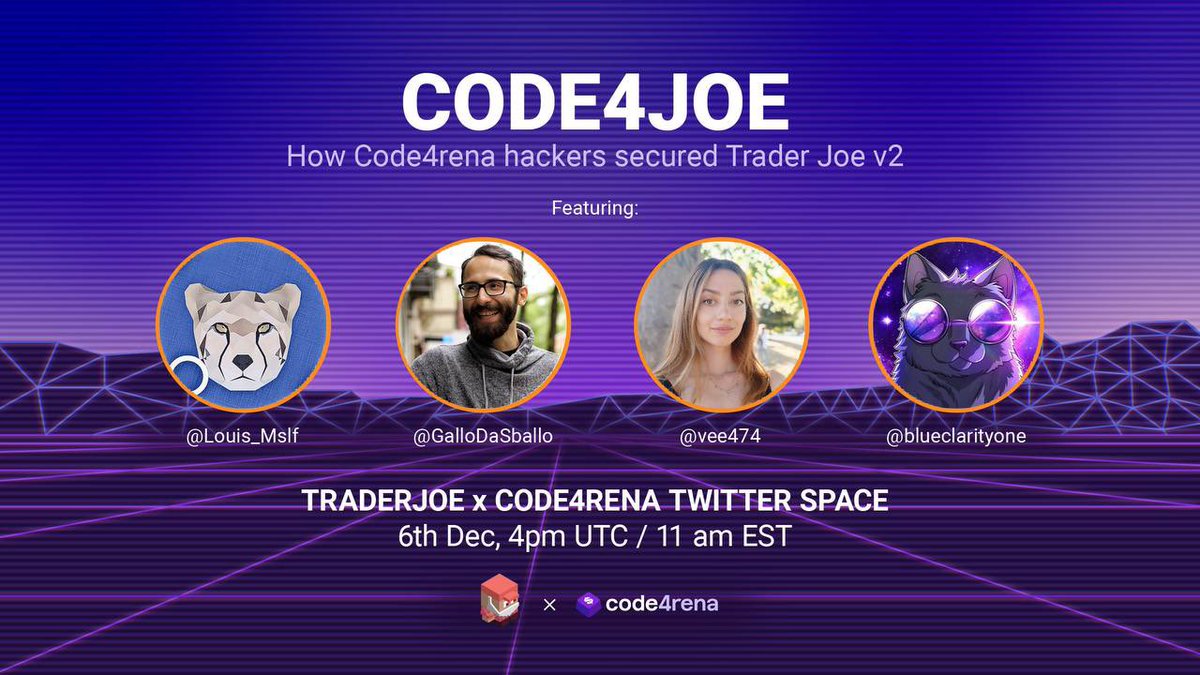 CODE4JOE
How Code4rena hackers secured Trader Joe v2
Featuring:
@Louis_Mslf
@GalloDaSballo
@vee474
@blueclarityone
TRADERJOE x CODE4RENA TWITTER SPACE
6th Dec, 4pm UTC / 11 am EST
× code4rena